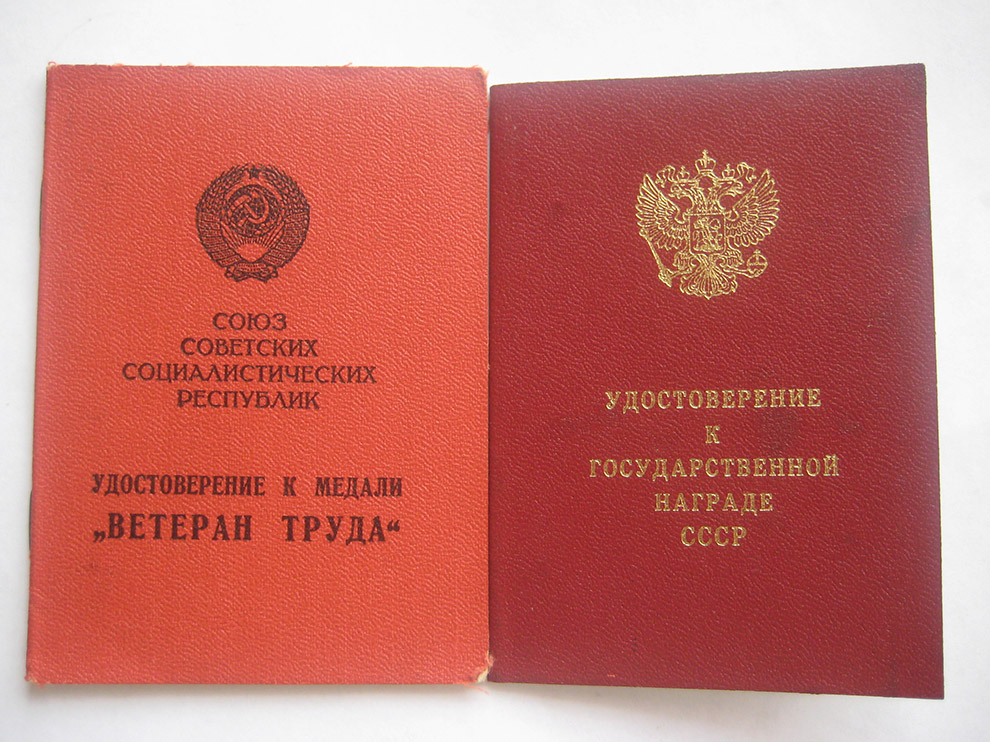 СОЮЗ
СОВЕТСКИХ
СОЦИАЛИСТИЧЕСКИХ
РЕСПУБЛИК
УДОСТОВЕРЕНИЕ К МЕДАЛИ
„ВЕТЕРАН ТРУДА“
УДОСТОВЕРЕНИЕ
К
ГОСУДАРСТВЕННОЙ
НАГРАДЕ
СССР